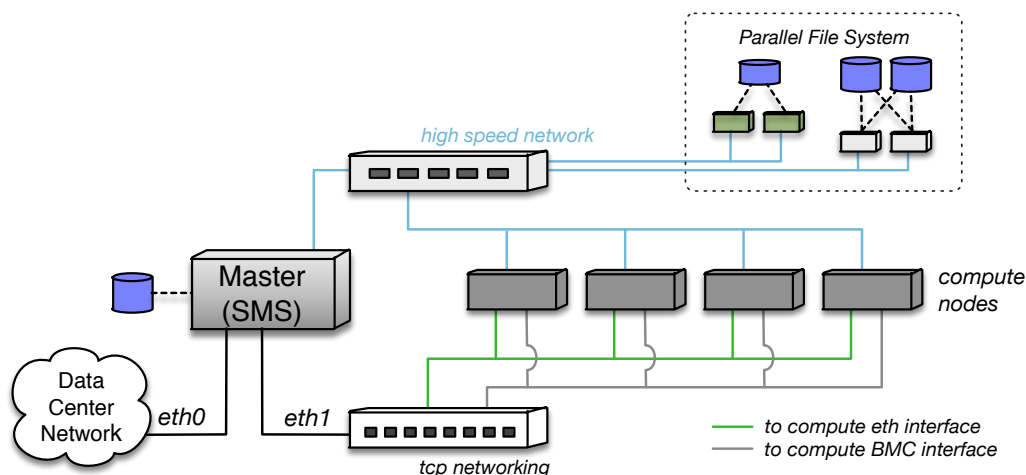 Parallel File System
high speed network
Master
(SMS)
compute
nodes
Data
Center
Network
eth0
eth1
to compute eth interface
to compute BMC interface
tcp networking